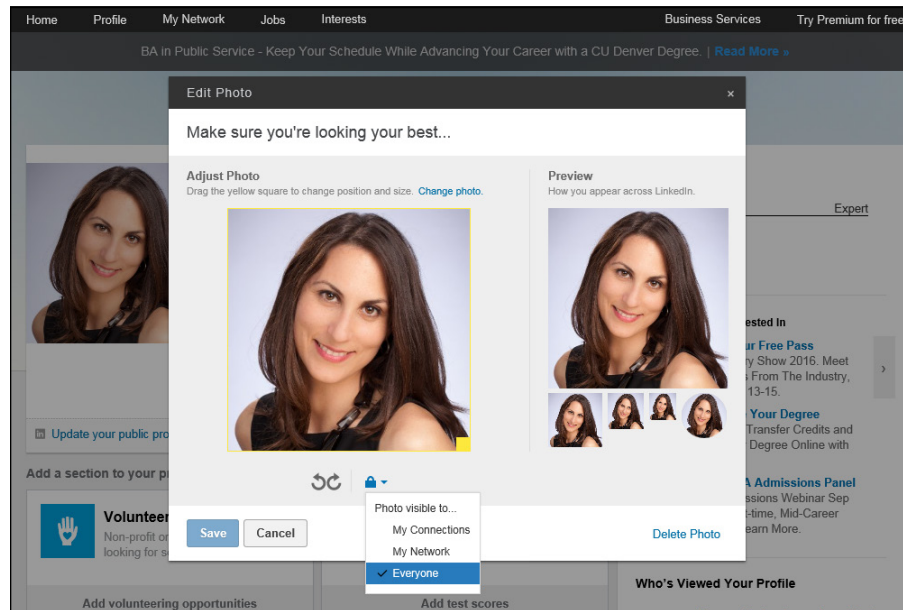 Home Profile My Network Jobs Interests Business Services Try Premium for free
BA in Public Service - Keep Your Schedule While Advancing Your Career with a CU Denver Degree. | Read More »
Edit Photo ×
Make sure you're looking your best...
Adjust Photo
Drag the yellow square to change position and size. Change photo.
Preview
How you appear across LinkedIn.
Expert
in Update your public pro
Add a section to your p
Volunteer
Non-profit or
looking for s
Add volunteering opportunities
Photo visible to...
My Connections
My Network
✓ Everyone
Save Cancel
Delete Photo
Add test scores
ested In
ur Free Pass
ry Show 2016. Meet
From The Industry,
13-15.
Your Degree
Transfer Credits and
Degree Online with
A Admissions Panel
ssions Webinar Sep
t-time, Mid-Career
earn More.
Who's Viewed Your Profile